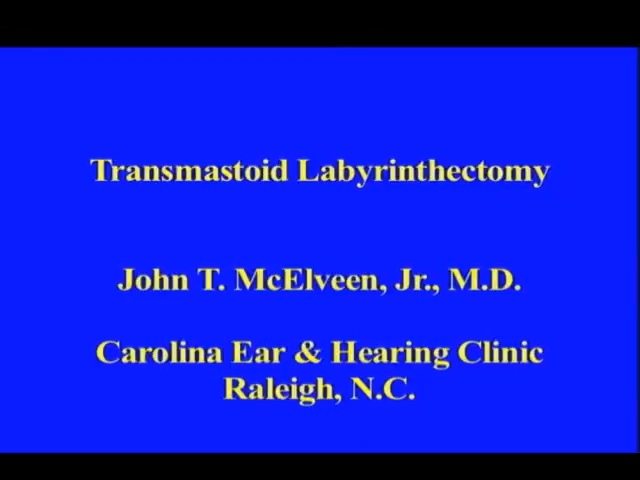 Transmastoid Labyrinthectomy
John T. McElveen, Jr., M.D.
Carolina Ear & Hearing Clinic
Raleigh, N.C.